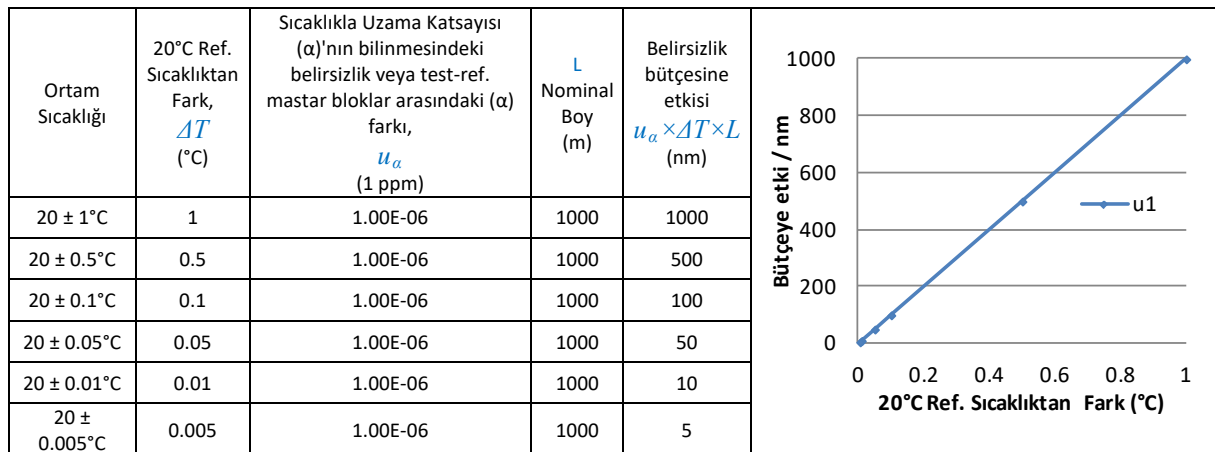 Ortam
Sıcaklığı
20°C Ref.
Sıcaklıktan
Fark,
ΔT
(°C)
Sıcaklıkla Uzama Katsayısı
(α)'nın bilinmesindeki
belirsizlik veya test-ref.
mastar bloklar arasındaki (α)
farkı,
uα
(1 ppm)
L
Nominal
Boy
(m)
Belirsizlik
bütçesine
etkisi
uα×ΔT×L
(nm)
20 ± 1°C 1 1.00E-06 1000 1000
20 ± 0.5°C 0.5 1.00E-06 1000 500
20 ± 0.1°C 0.1 1.00E-06 1000 100
20 ± 0.05°C 0.05 1.00E-06 1000 50
20 ± 0.01°C 0.01 1.00E-06 1000 10
20 ±
0.005°C 0.005 1.00E-06 1000 5
Bütçeye etki / nm
1000
800
600
400
200
0
u1
0 0.2 0.4 0.6 0.8 1
20°C Ref. Sıcaklıktan Fark (°C)